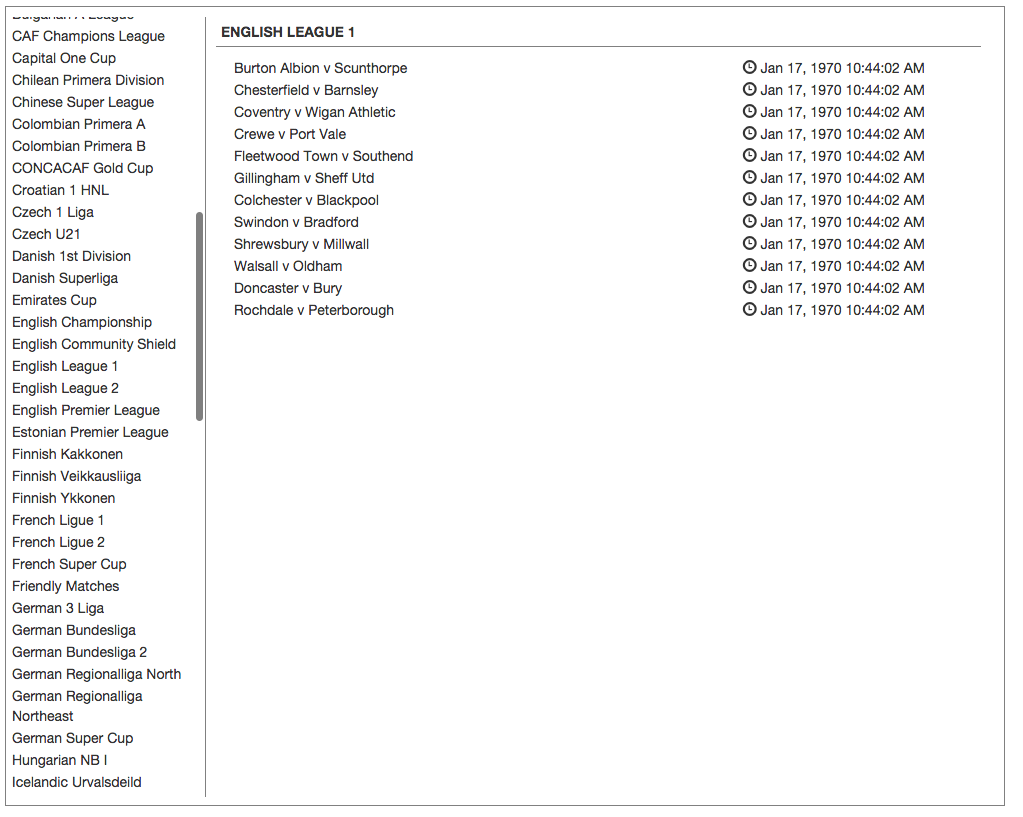 CAF Champions League
Capital One Cup
Chilean Primera Division
Chinese Super League
Colombian Primera A
Colombian Primera B
CONCACAF Gold Cup
Croatian 1 HNL
Czech 1 Liga
Czech U21
Danish 1st Division
Danish Superliga
Emirates Cup
English Championship
English Community Shield
English League 1
English League 2
English Premier League
Estonian Premier League
Finnish Kakkonen
Finnish Veikkausliiga
Finnish Ykkonen
French Ligue 1
French Ligue 2
French Super Cup
Friendly Matches
German 3 Liga
German Bundesliga
German Bundesliga 2
German Regionalliga North
German Regionalliga
Northeast
German Super Cup
Hungarian NB I
Icelandic Urvalsdeild
ENGLISH LEAGUE 1
Burton Albion v Scunthorpe Jan 17, 1970 10:44:02 AM
Chesterfield v Barnsley Jan 17, 1970 10:44:02 AM
Coventry v Wigan Athletic Jan 17, 1970 10:44:02 AM
Crewe v Port Vale Jan 17, 1970 10:44:02 AM
Fleetwood Town v Southend Jan 17, 1970 10:44:02 AM
Gillingham v Sheff Utd Jan 17, 1970 10:44:02 AM
Colchester v Blackpool Jan 17, 1970 10:44:02 AM
Swindon v Bradford Jan 17, 1970 10:44:02 AM
Shrewsbury v Millwall Jan 17, 1970 10:44:02 AM
Walsall v Oldham Jan 17, 1970 10:44:02 AM
Doncaster v Bury Jan 17, 1970 10:44:02 AM
Rochdale v Peterborough Jan 17, 1970 10:44:02 AM